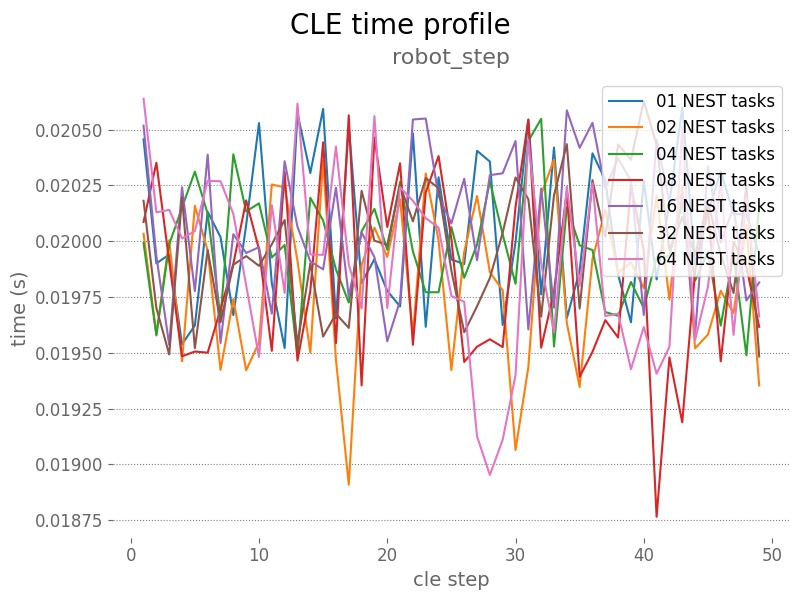 CLE time profile
robot_step
01 NEST tasks
02 NEST tasks
04 NEST tasks
08 NEST tasks
16 NEST tasks
32 NEST tasks
64 NEST tasks
time (s)
0.02050
0.02025
0.02000
0.01975
0.01950
0.01925
0.01900
0.01875
0 10 20 30 40 50
cle step